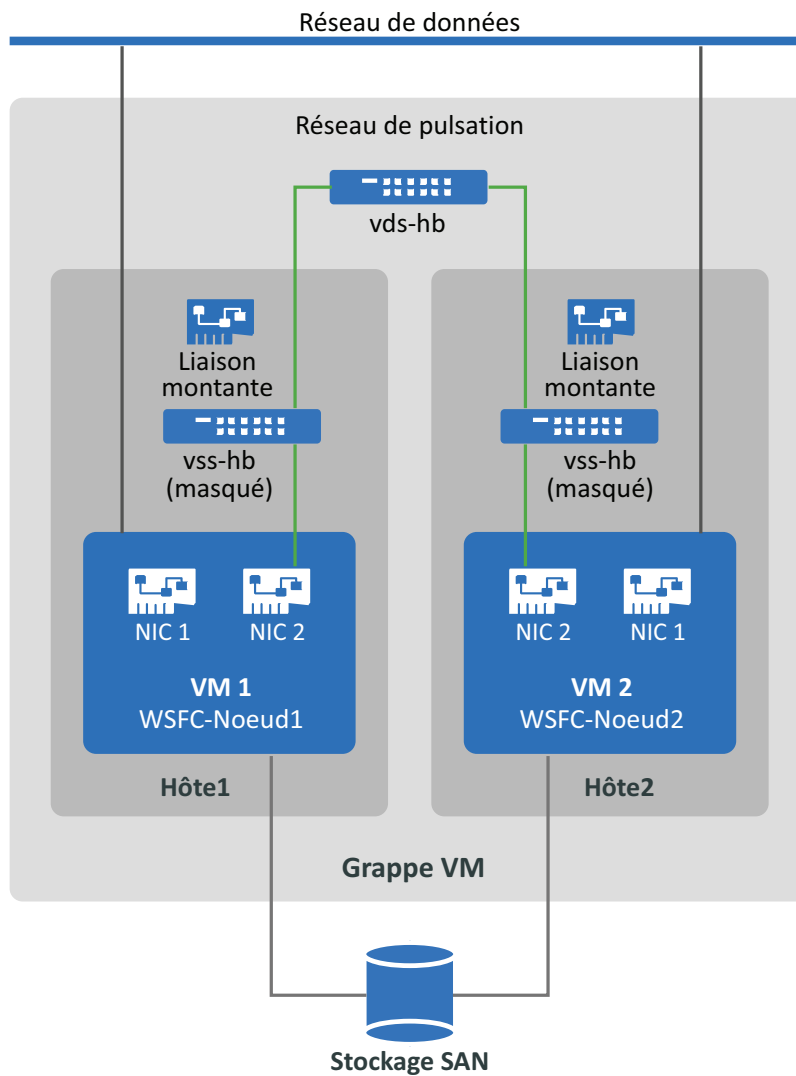 Réseau de données
Réseau de pulsation
vds-hb
Liaison
montante
vss-hb
(masqué)
Liaison
montante
vss-hb
(masqué)
NIC 1
NIC 2
VM 1
WSFC-Noeud1
Hôte1
NIC 2
NIC 1
VM 2
WSFC-Noeud2
Hôte2
Grappe VM
Stockage SAN